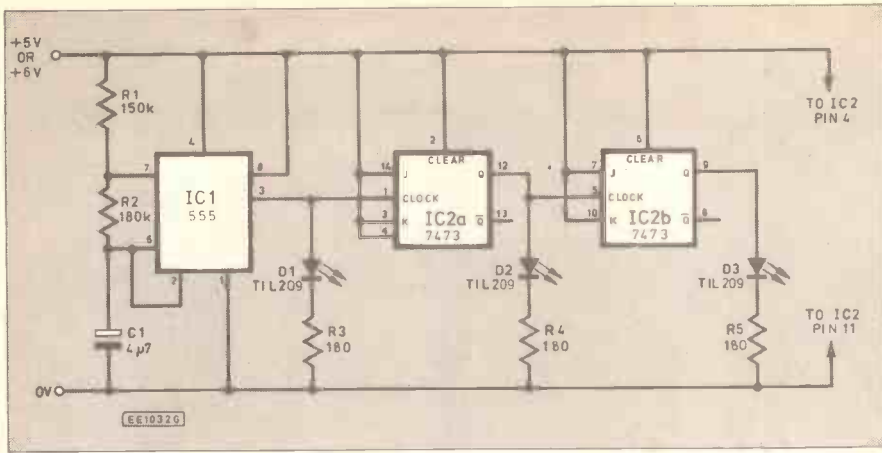 +5V
OR
+6V
R1
150k
R2
180k
C1
4µ7
0V
4
7
8
3
6
2
1
IC1
555
D1
TIL209
R3
180
2
CLEAR
14
J
1
CLOCK
3
K
4
Q
12
Q̅
13
IC2a
7473
D2
TIL209
R4
180
6
CLEAR
7
J
5
CLOCK
10
K
Q
9
Q̅
8
IC2b
7473
D3
TIL209
R5
180
TO IC2
PIN 4
TO IC2
PIN 11
EE1032G